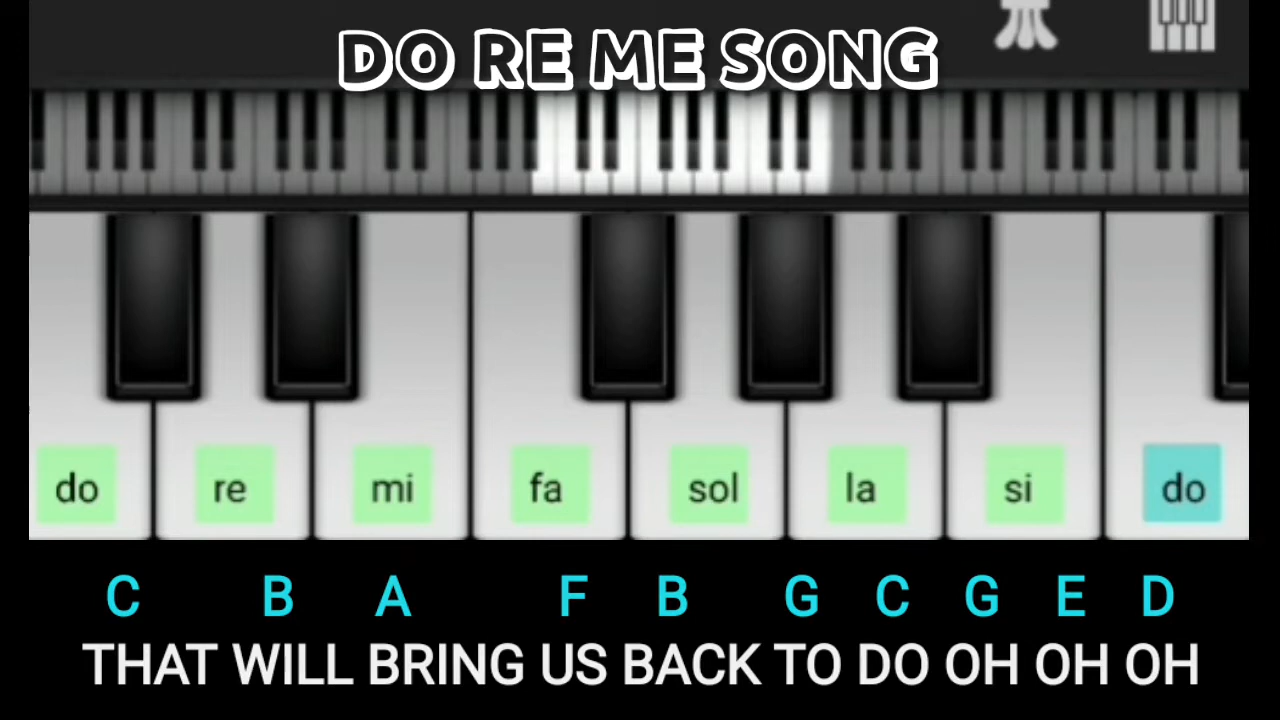 DO RE ME SONG
do re mi fa sol la si do
C B A F B G C G E D
THAT WILL BRING US BACK TO DO OH OH OH